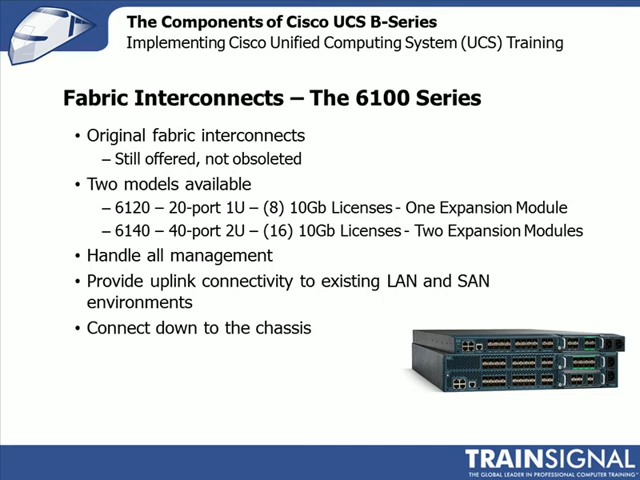 The Components of Cisco UCS B-Series
Implementing Cisco Unified Computing System (UCS) Training
Fabric Interconnects – The 6100 Series
• Original fabric interconnects
– Still offered, not obsoleted
• Two models available
– 6120 – 20-port 1U – (8) 10Gb Licenses - One Expansion Module
– 6140 – 40-port 2U – (16) 10Gb Licenses - Two Expansion Modules
• Handle all management
• Provide uplink connectivity to existing LAN and SAN
environments
• Connect down to the chassis
TRAINSIGNAL
THE GLOBAL LEADER IN PROFESSIONAL COMPUTER TRAINING